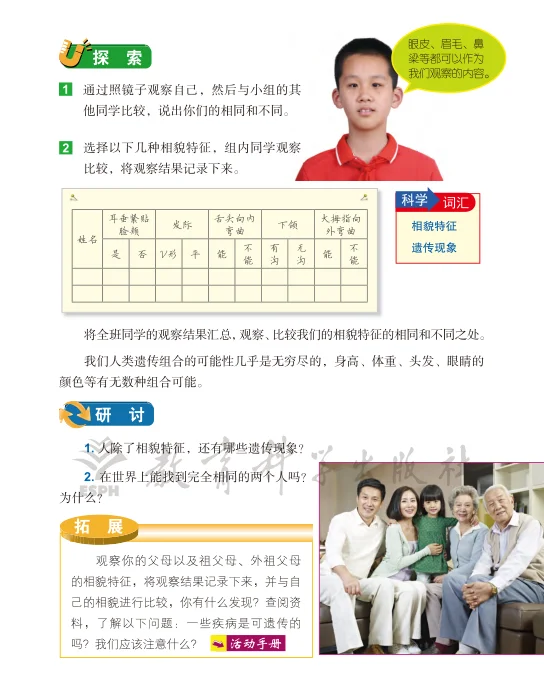 探 索
眼皮、眉毛、鼻
梁等都可以作为
我们观察的内容。
1 通过照镜子观察自己，然后与小组的其
他同学比较，说出你们的相同和不同。
2 选择以下几种相貌特征，组内同学观察
比较，将观察结果记录下来。
姓名 耳垂紧贴脸颊 发际 舌头向内弯曲 下颌 大拇指向外弯曲
是 否 V形 平 能 不能 有沟 无沟 能 不能
科学 词汇
相貌特征
遗传现象
将全班同学的观察结果汇总，观察、比较我们的相貌特征的相同和不同之处。
我们人类遗传组合的可能性几乎是无穷尽的，身高、体重、头发、眼睛的
颜色等有无数种组合可能。
研 讨
1. 人除了相貌特征，还有哪些遗传现象？
2. 在世界上能找到完全相同的两个人吗？
为什么？
ESPH 教育科学出版社
拓 展
观察你的父母以及祖父母、外祖父母
的相貌特征，将观察结果记录下来，并与自
己的相貌进行比较，你有什么发现？查阅资
料，了解以下问题：一些疾病是可遗传的
吗？我们应该注意什么？ 活动手册